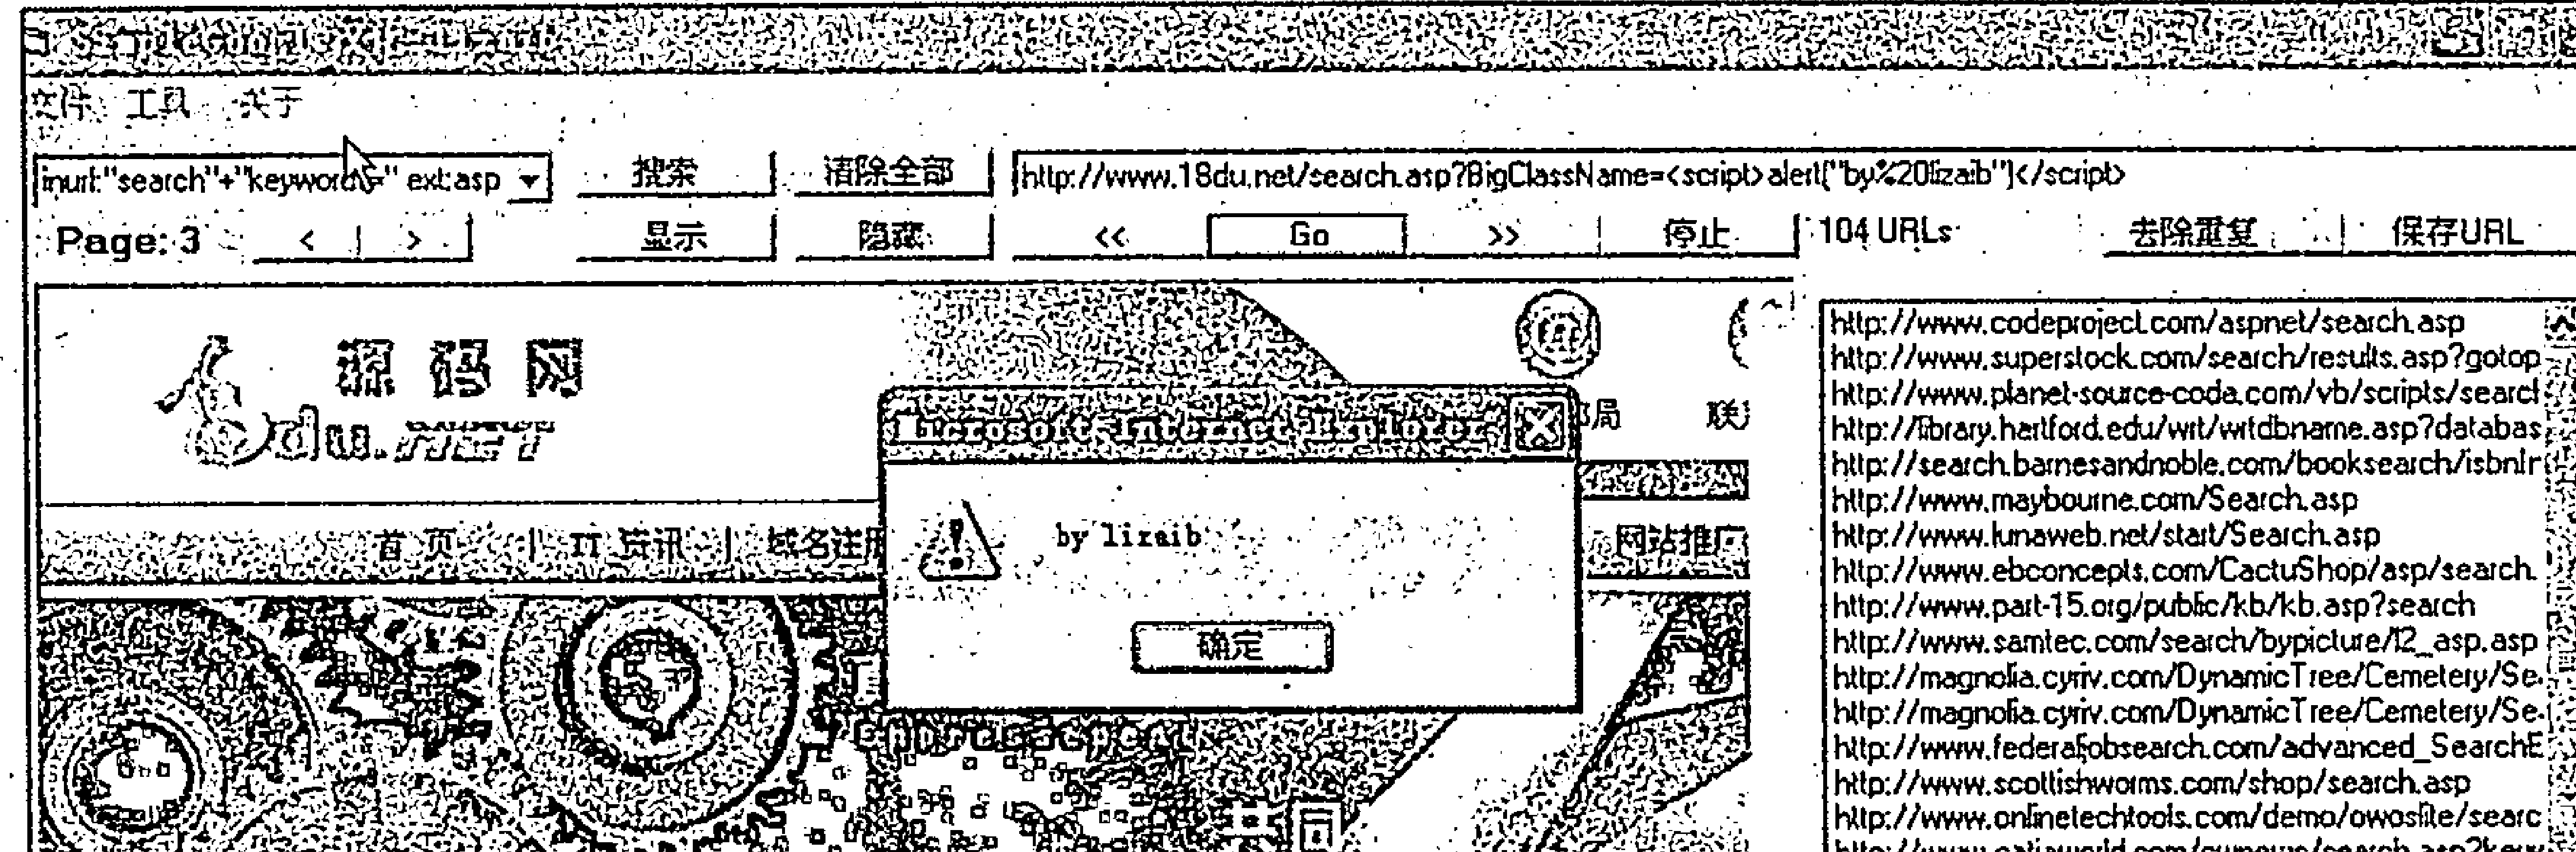 文件 工具 关于
inurl:"search"+"keyword=" ext:asp 搜索 清除全部 http://www.18du.net/search.asp?BigClassName=<script>alert("by%20lizaib")</script>
Page: 3 < > 显示 隐藏 << Go >> 停止 104 URLs 去除重复 保存URL
源码网
du.net
Microsoft Internet Explorer
by lizaib
确定
首页 | IT 资讯 | 域名注册 网站推广
http://www.codeproject.com/aspnet/search.asp
http://www.superstock.com/search/results.asp?gotop
http://www.planet-source-coda.com/vb/scripts/searcl
http://library.hartford.edu/wrt/wrtdbname.asp?databas
http://search.barnesandnoble.com/booksearch/isbnIr
http://www.maybourne.com/Search.asp
http://www.lunaweb.net/start/Search.asp
http://www.ebconcepts.com/CactuShop/asp/search.
http://www.part-15.org/public/kb/kb.asp?search
http://www.samtec.com/search/bypicture/12_asp.asp
http://magnolia.cyriv.com/DynamicTree/Cemetery/Se
http://magnolia.cyriv.com/DynamicTree/Cemetery/Se
http://www.federaljobsearch.com/advanced_SearchE
http://www.scottishworms.com/shop/search.asp
http://www.onlinetechtools.com/demo/owoslite/searc